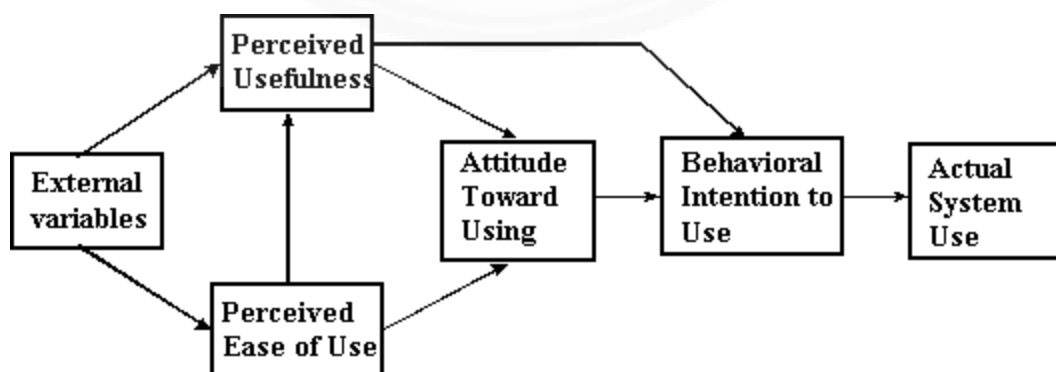 Perceived
Usefulness
External
variables
Perceived
Ease of Use
Attitude
Toward
Using
Behavioral
Intention to
Use
Actual
System
Use